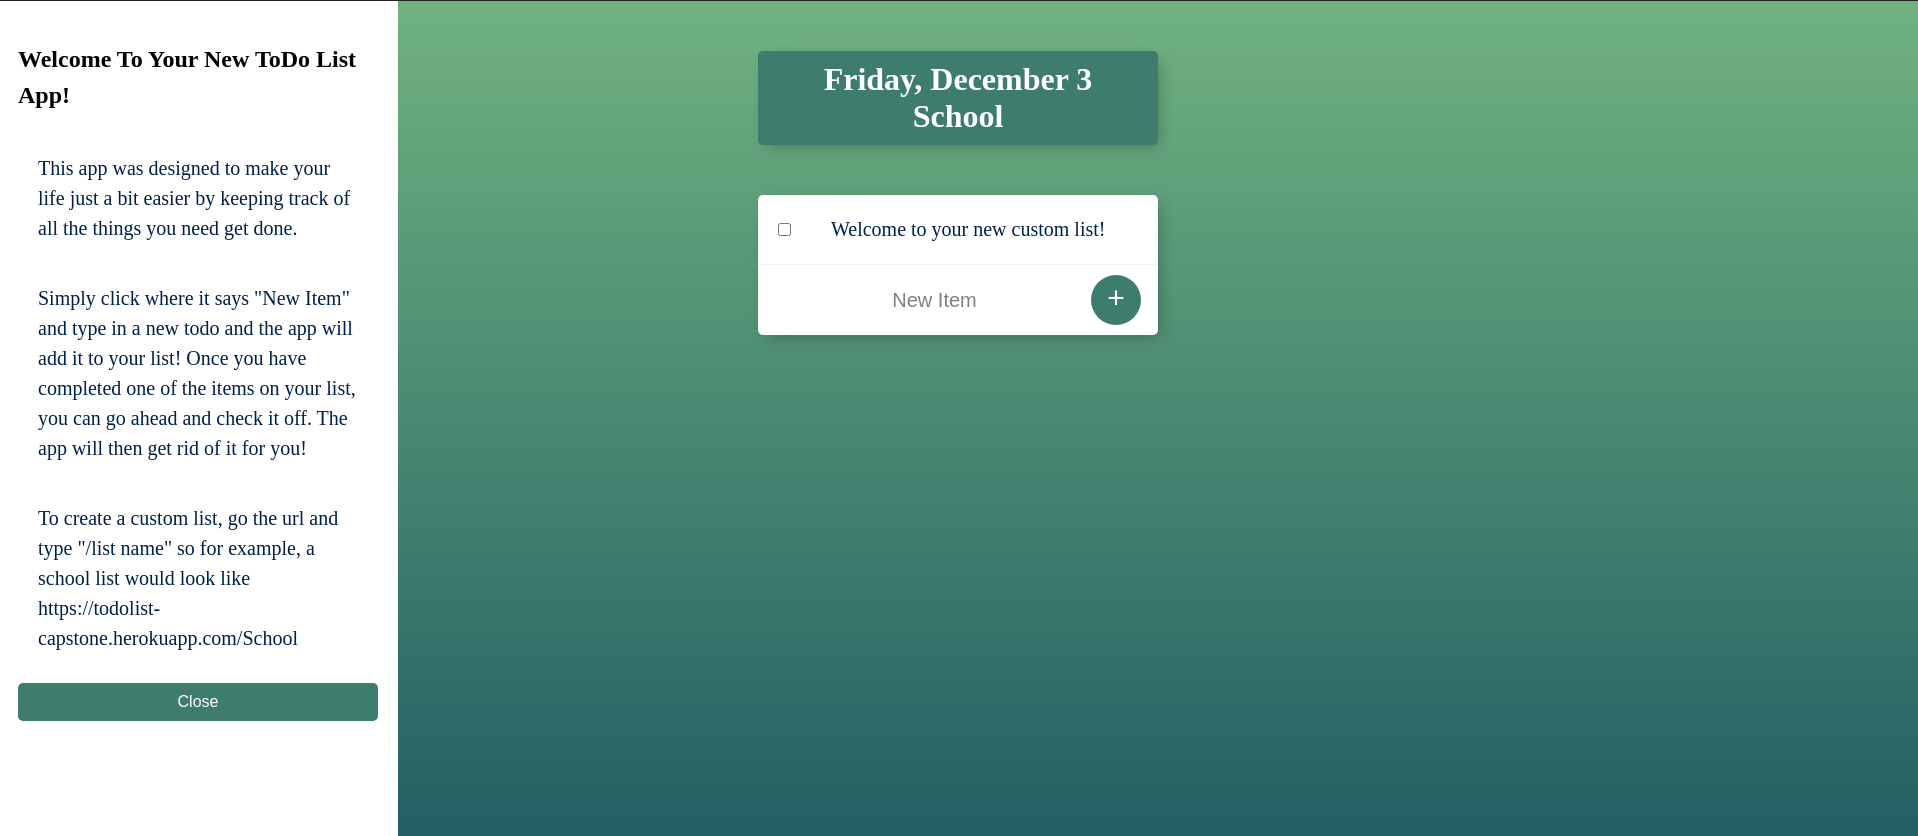 Welcome To Your New ToDo List
App!
This app was designed to make your
life just a bit easier by keeping track of
all the things you need get done.
Simply click where it says "New Item"
and type in a new todo and the app will
add it to your list! Once you have
completed one of the items on your list,
you can go ahead and check it off. The
app will then get rid of it for you!
To create a custom list, go the url and
type "/list name" so for example, a
school list would look like
https://todolist-
capstone.herokuapp.com/School
Close
Friday, December 3
School
Welcome to your new custom list!
New Item
+